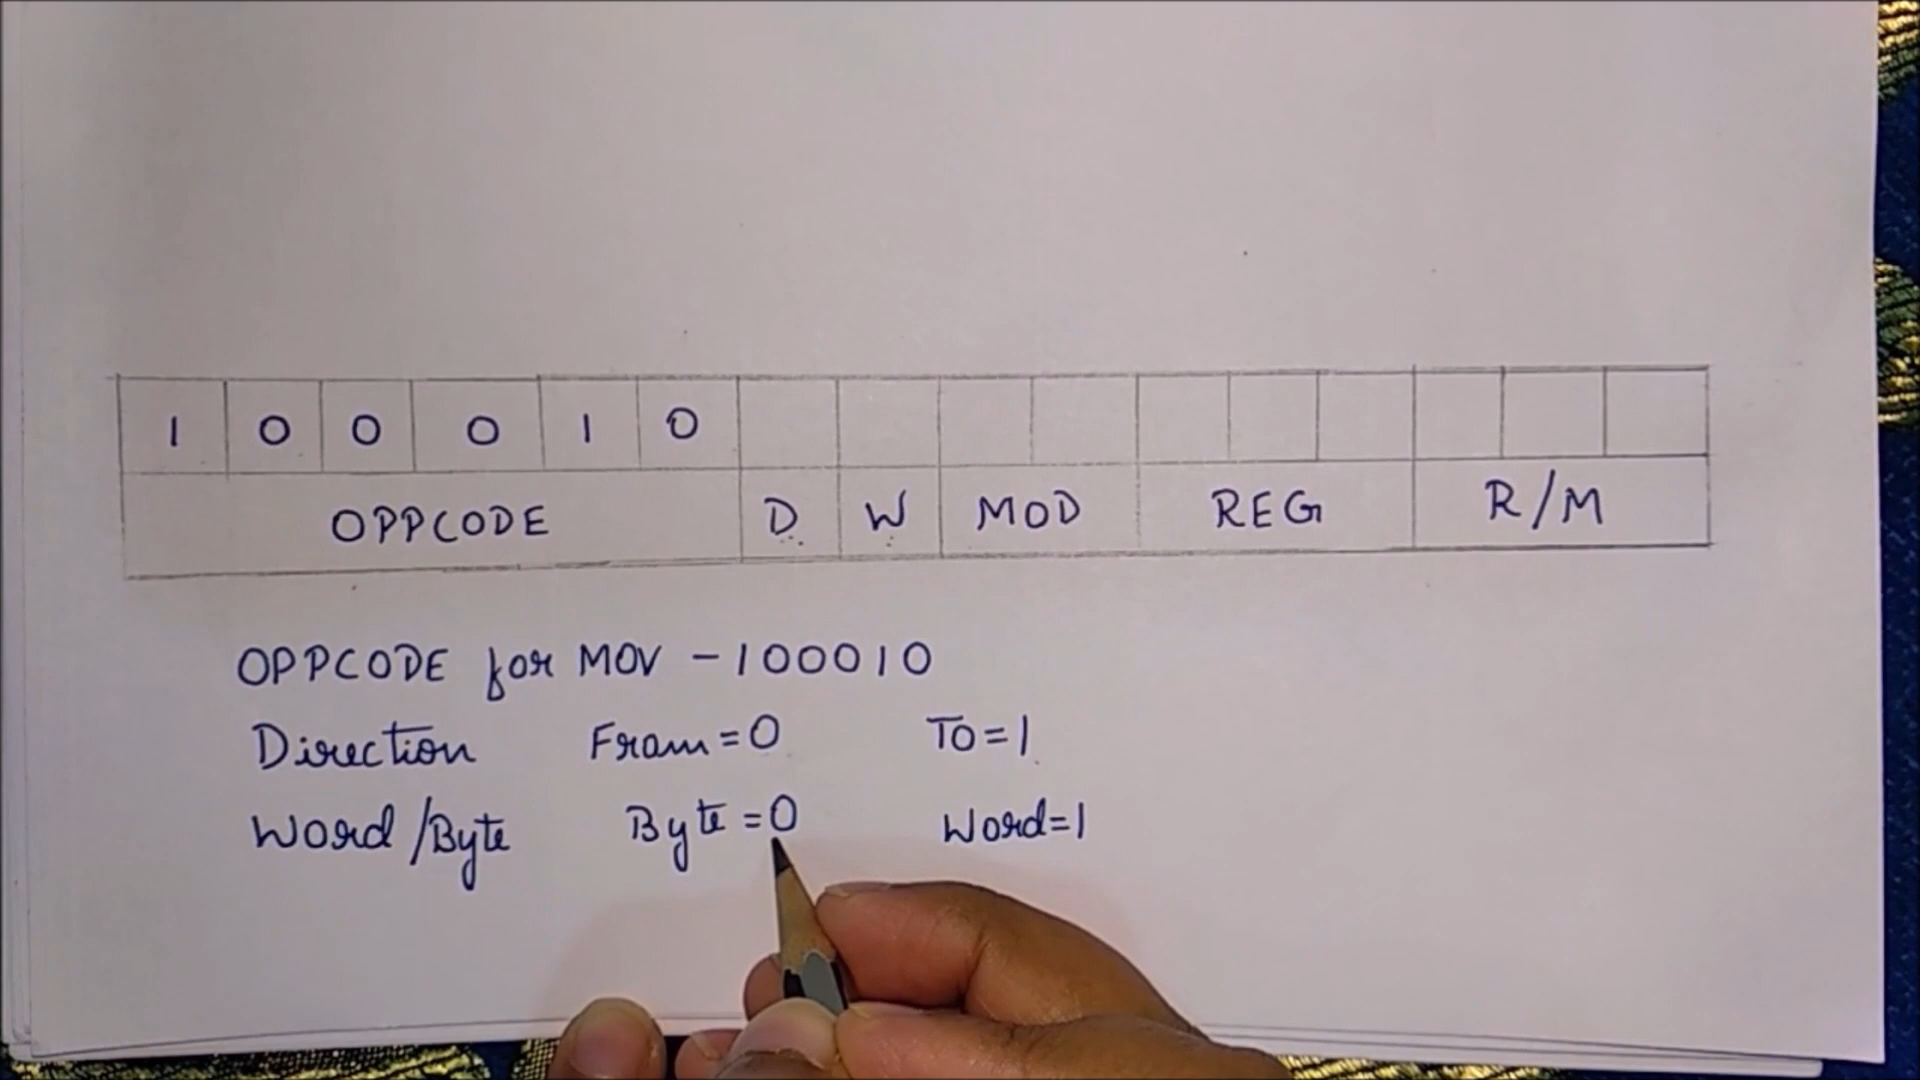 1 0 0 0 1 0
OPPCODE D W MOD REG R/M
OPPCODE for MOV - 100010
Direction From = 0 To = 1
Word/Byte Byte = 0 Word = 1